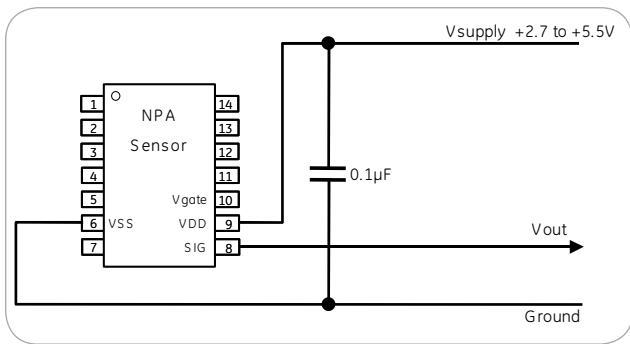 Vsupply +2.7 to +5.5V
1 14
NPA
2 13
Sensor
3 12
4 11
5 Vgate 10
6 VSS VDD 9
7 SIG 8
0.1µF
Vout
Ground